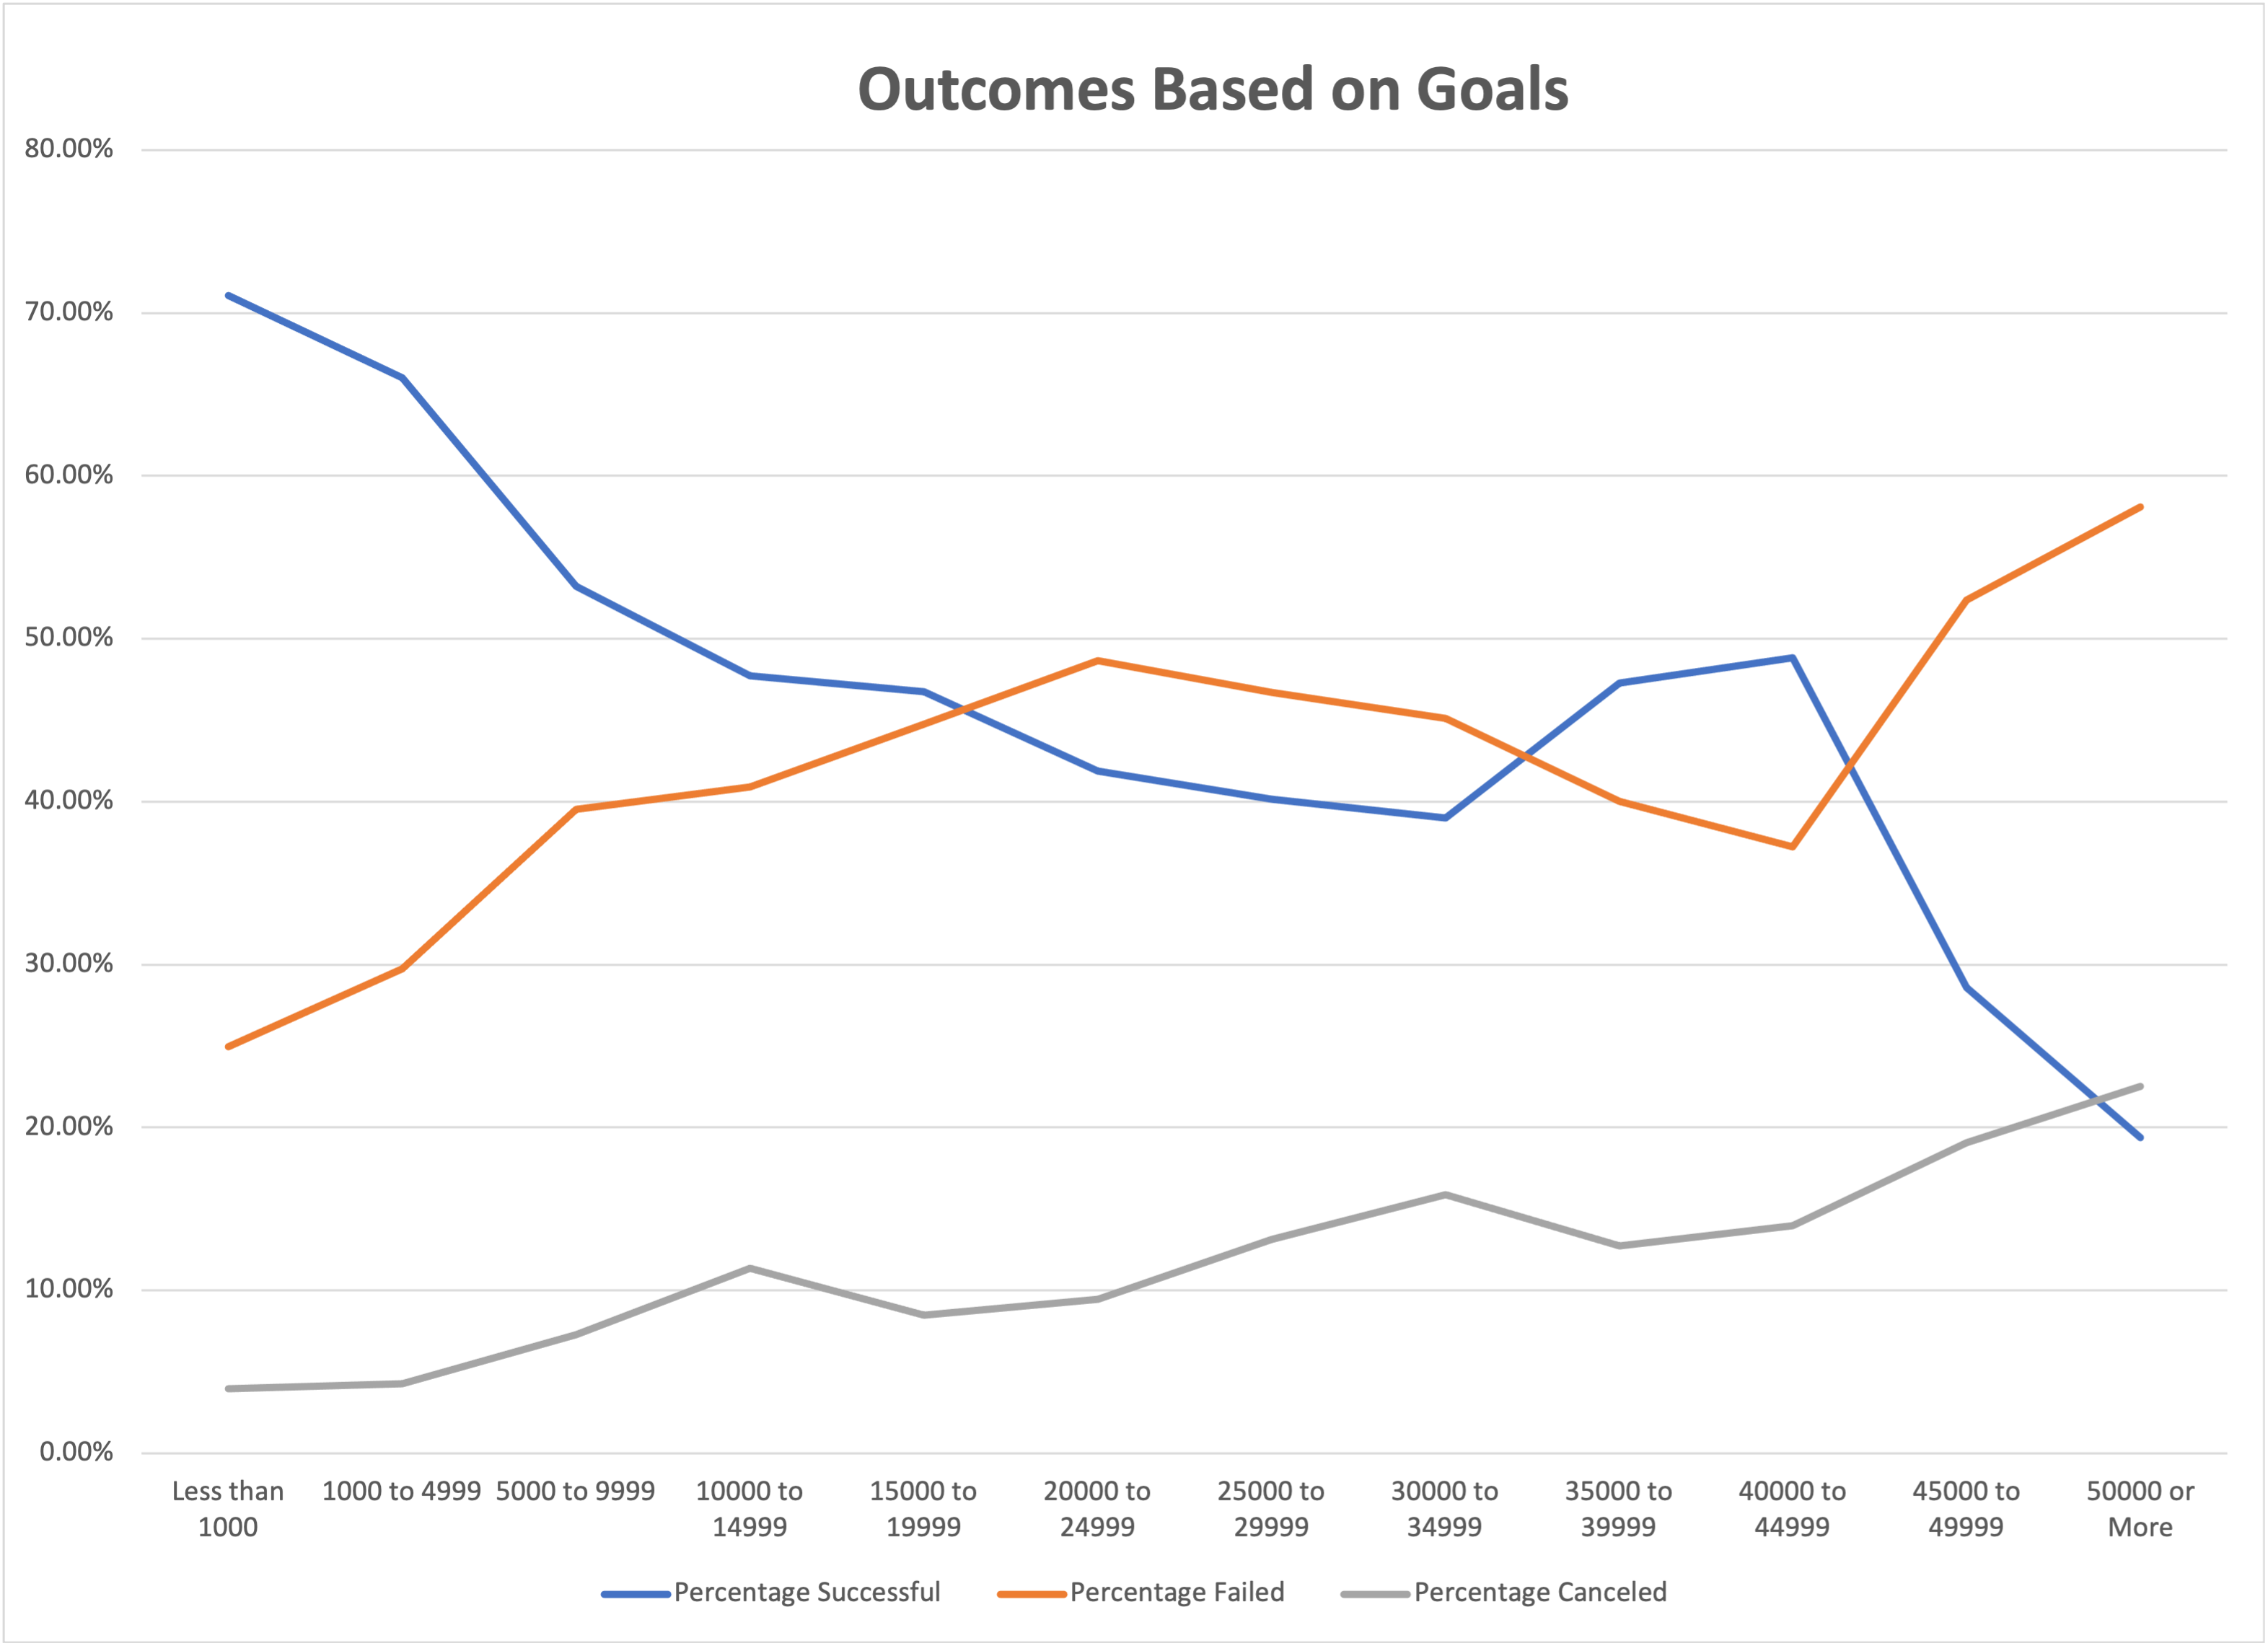 Outcomes Based on Goals
80.00%
70.00%
60.00%
50.00%
40.00%
30.00%
20.00%
10.00%
0.00%
Less than 1000
1000 to 4999
5000 to 9999
10000 to 14999
15000 to 19999
20000 to 24999
25000 to 29999
30000 to 34999
35000 to 39999
40000 to 44999
45000 to 49999
50000 or More
Percentage Successful
Percentage Failed
Percentage Canceled